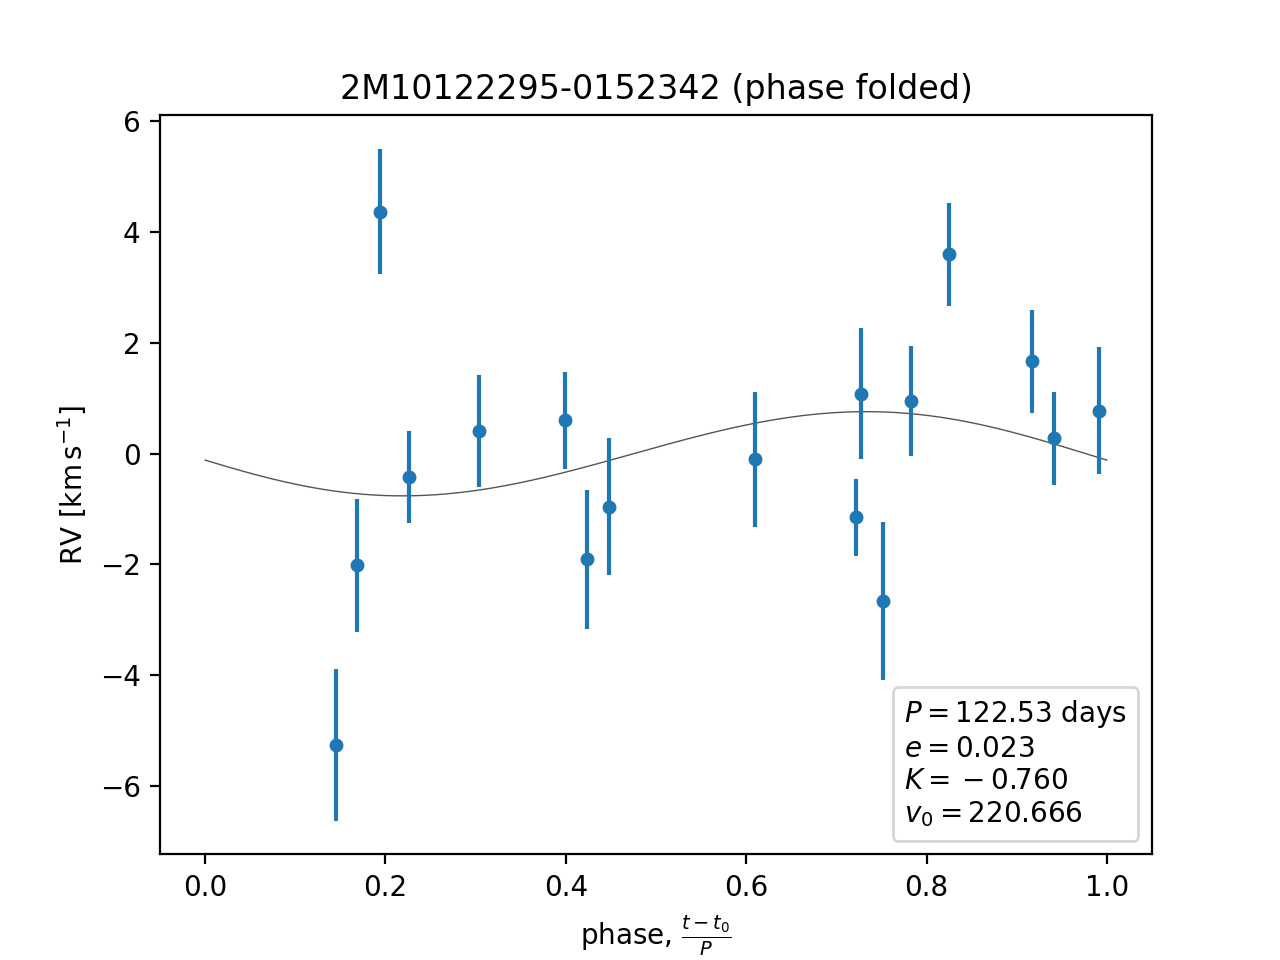 2M10122295-0152342 (phase folded)
6
4
2
0
−2
−4
−6
RV [km s⁻¹]
P = 122.53 days
e = 0.023
K = −0.760
v₀ = 220.666
0.0 0.2 0.4 0.6 0.8 1.0
phase, (t − t₀)/P